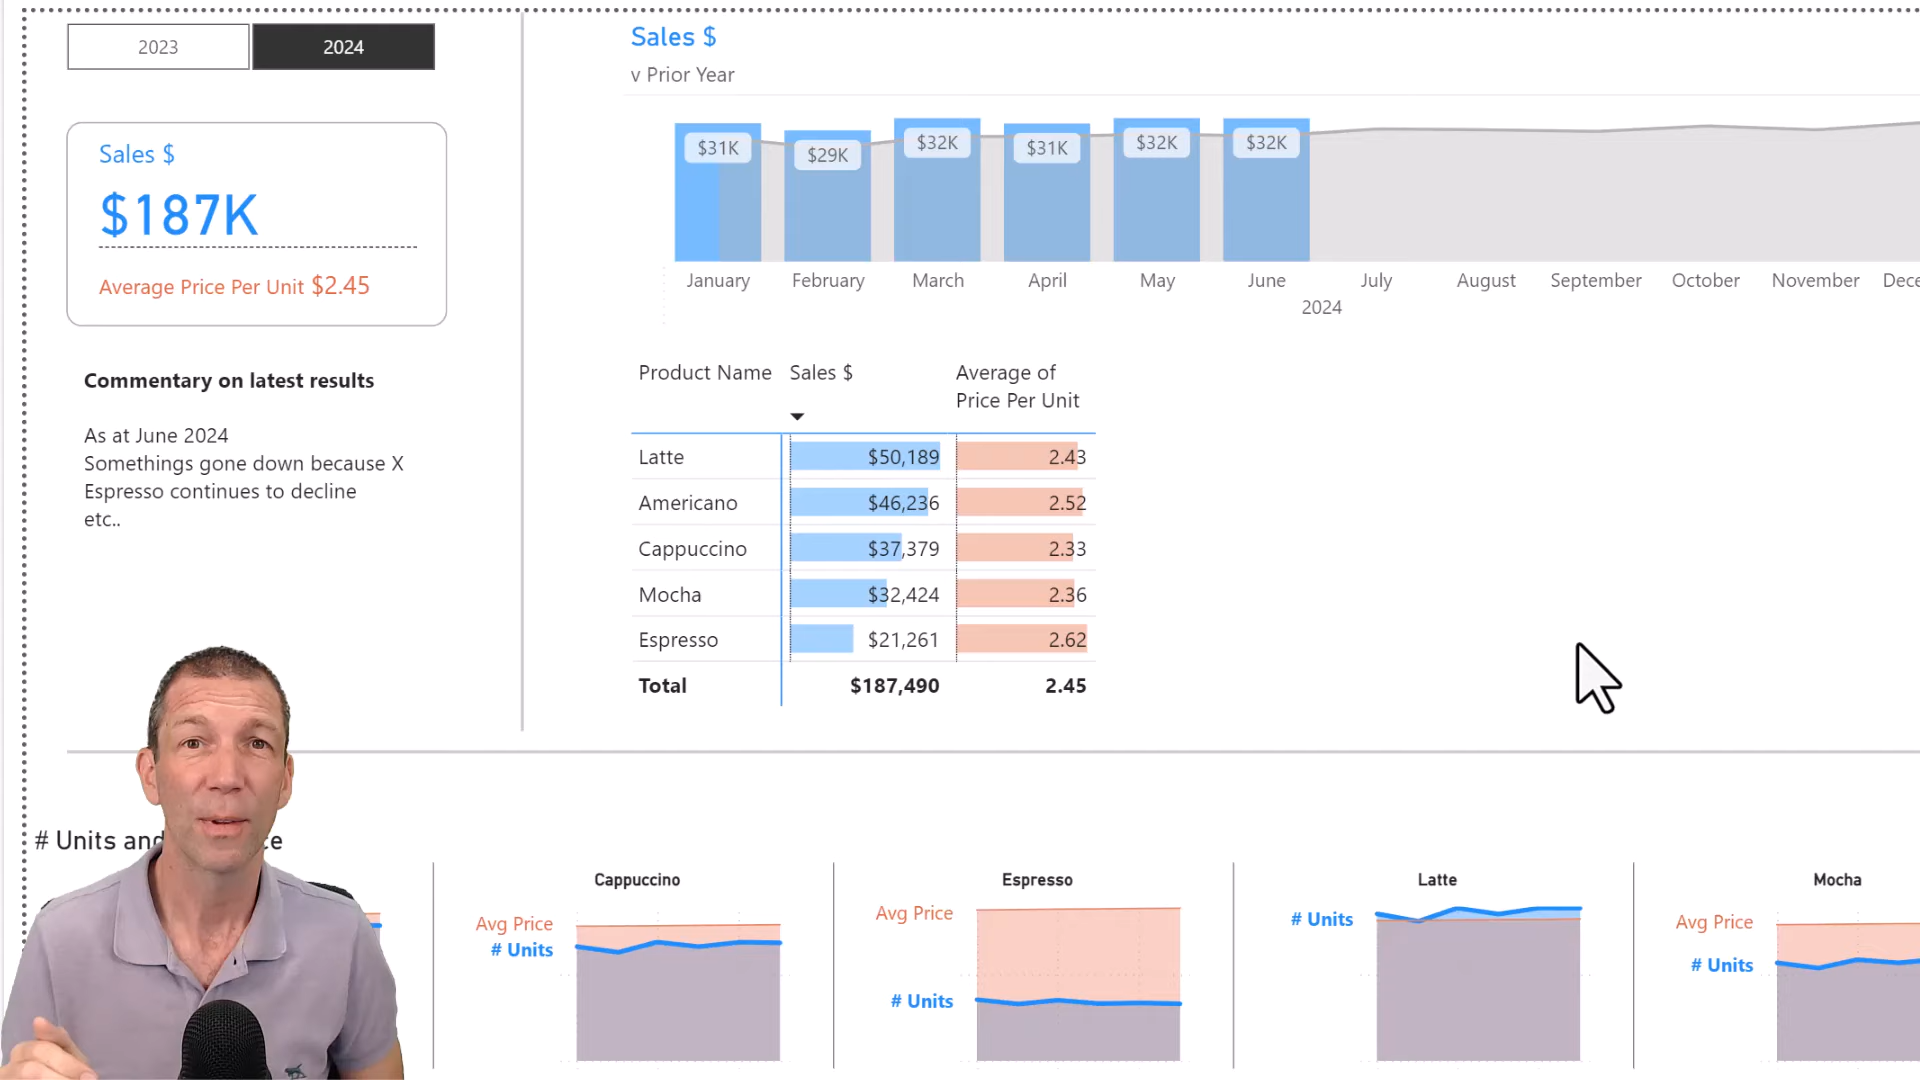 2023
2024
Sales $
$187K
Average Price Per Unit $2.45
Commentary on latest results
As at June 2024
Somethings gone down because X
Espresso continues to decline
etc..
Sales $
v Prior Year
$31K
$29K
$32K
$31K
$32K
$32K
January February March April May June July August September October November Dece
2024
Product Name Sales $ Average of
Price Per Unit
Latte $50,189 2.43
Americano $46,236 2.52
Cappuccino $37,379 2.33
Mocha $32,424 2.36
Espresso $21,261 2.62
Total $187,490 2.45
# Units and
Cappuccino
Avg Price
# Units
Espresso
Avg Price
# Units
Latte
# Units
Mocha
Avg Price
# Units